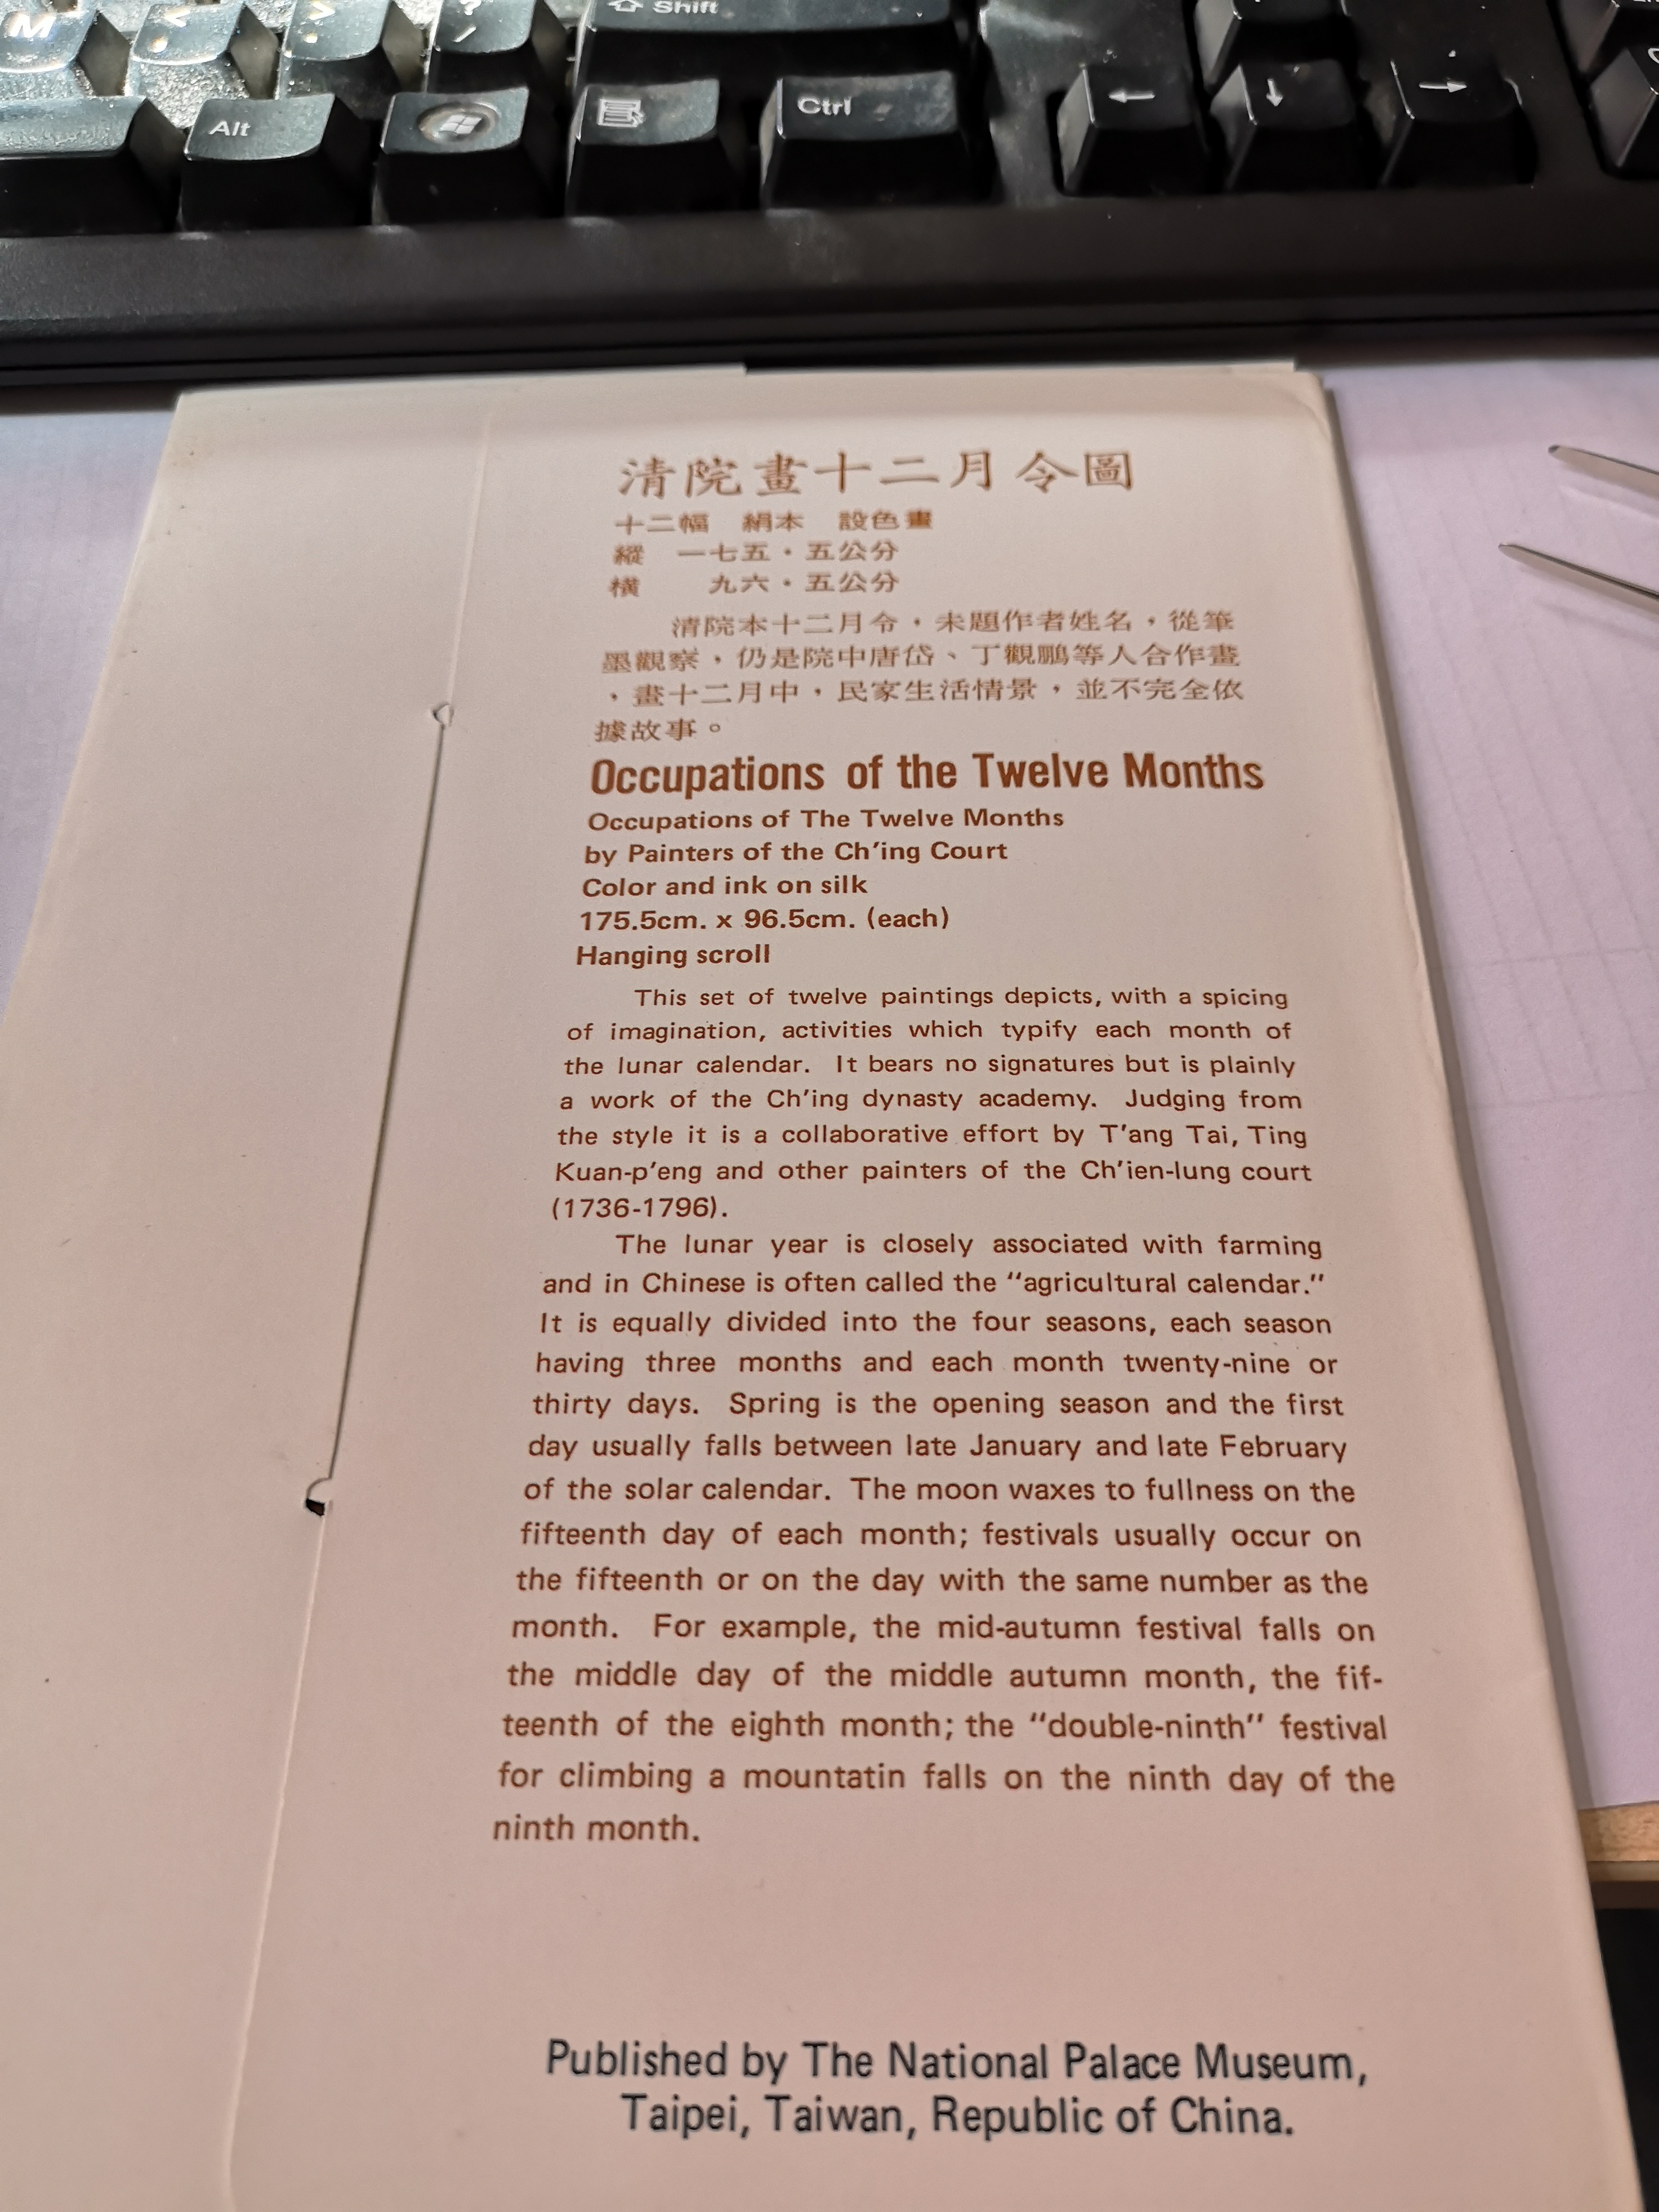 M < > ? Shift
, . /
Alt Ctrl ← ↓ →
清院畫十二月令圖
十二幅　絹本　設色畫
縱　一七五・五公分
橫　　九六・五公分
清院本十二月令，未題作者姓名，從筆
墨觀察，仍是院中唐岱、丁觀鵬等人合作畫
，畫十二月中，民家生活情景，並不完全依
據故事。
Occupations of the Twelve Months
Occupations of The Twelve Months
by Painters of the Ch'ing Court
Color and ink on silk
175.5cm. x 96.5cm. (each)
Hanging scroll
This set of twelve paintings depicts, with a spicing
of imagination, activities which typify each month of
the lunar calendar. It bears no signatures but is plainly
a work of the Ch'ing dynasty academy. Judging from
the style it is a collaborative effort by T'ang Tai, Ting
Kuan-p'eng and other painters of the Ch'ien-lung court
(1736-1796).
The lunar year is closely associated with farming
and in Chinese is often called the "agricultural calendar."
It is equally divided into the four seasons, each season
having three months and each month twenty-nine or
thirty days. Spring is the opening season and the first
day usually falls between late January and late February
of the solar calendar. The moon waxes to fullness on the
fifteenth day of each month; festivals usually occur on
the fifteenth or on the day with the same number as the
month. For example, the mid-autumn festival falls on
the middle day of the middle autumn month, the fif-
teenth of the eighth month; the "double-ninth" festival
for climbing a mountatin falls on the ninth day of the
ninth month.
Published by The National Palace Museum,
Taipei, Taiwan, Republic of China.